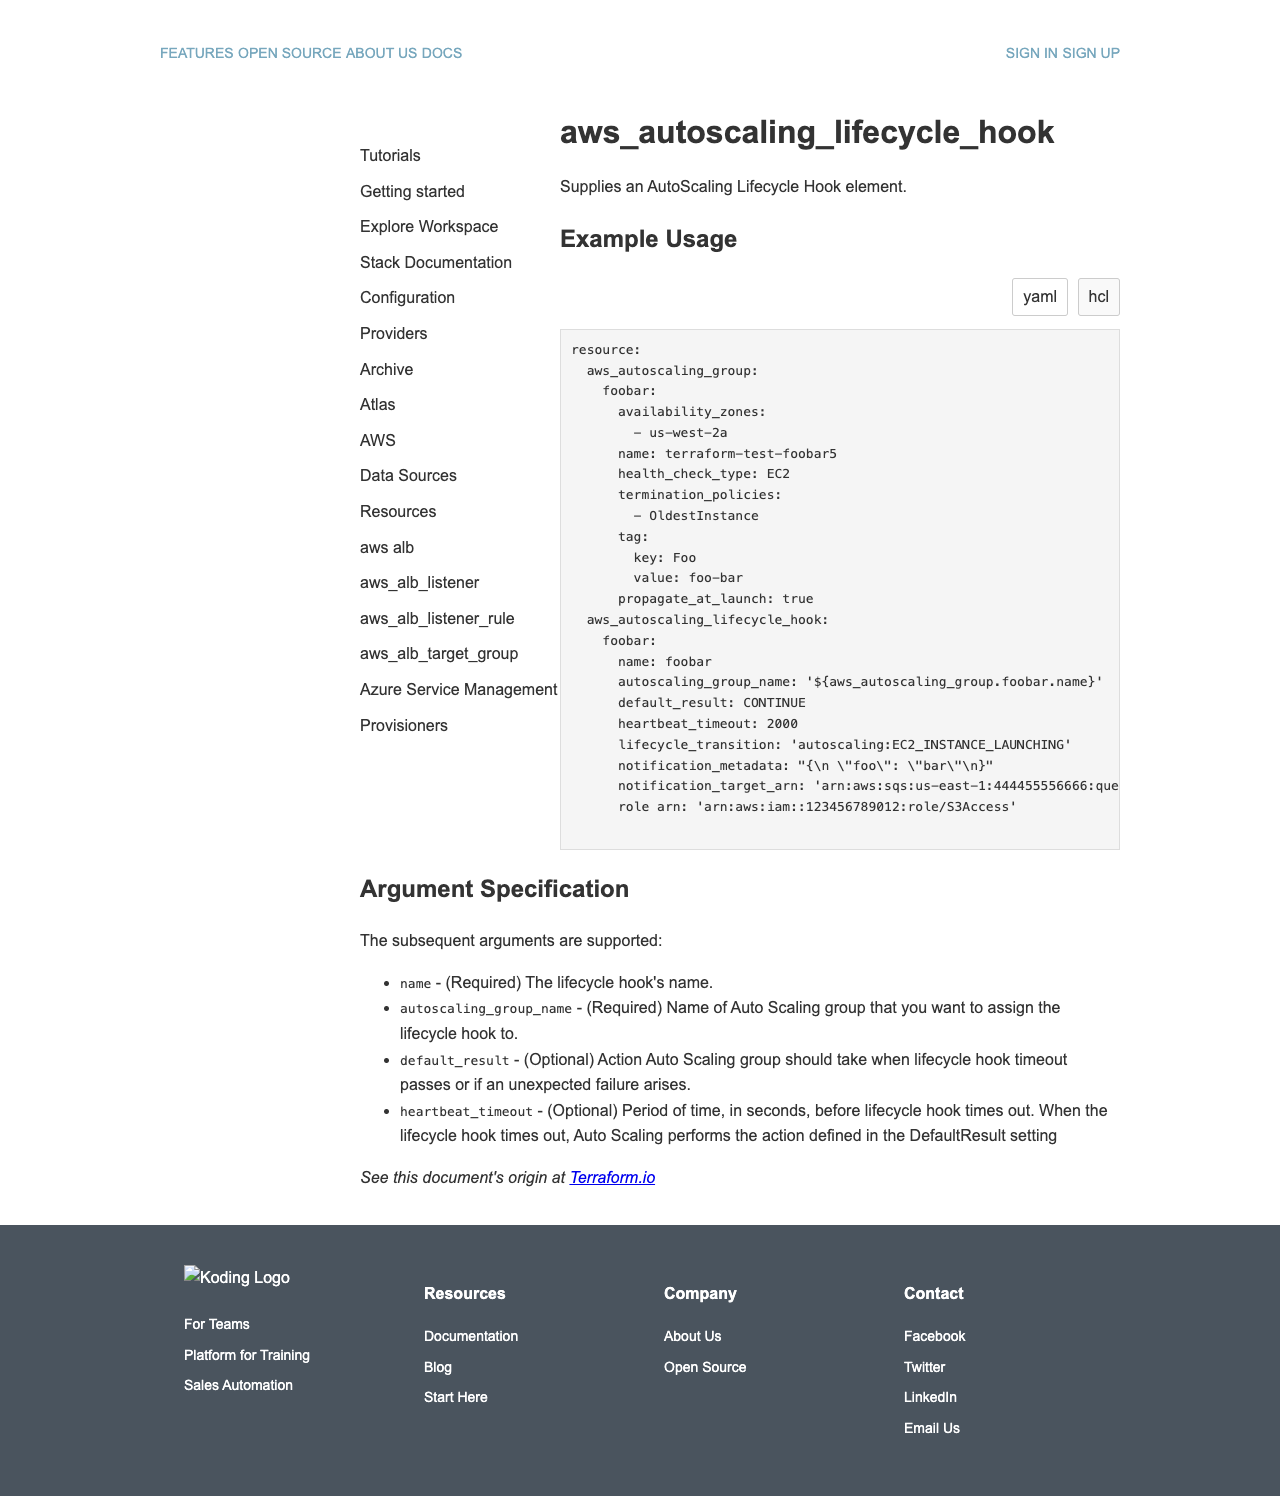 FEATURES OPEN SOURCE ABOUT US DOCS
SIGN IN SIGN UP
Tutorials
Getting started
Explore Workspace
Stack Documentation
Configuration
Providers
Archive
Atlas
AWS
Data Sources
Resources
aws alb
aws_alb_listener
aws_alb_listener_rule
aws_alb_target_group
Azure Service Management
Provisioners
aws_autoscaling_lifecycle_hook
Supplies an AutoScaling Lifecycle Hook element.
Example Usage
yaml hcl
resource:
  aws_autoscaling_group:
    foobar:
      availability_zones:
        - us-west-2a
      name: terraform-test-foobar5
      health_check_type: EC2
      termination_policies:
        - OldestInstance
      tag:
        key: Foo
        value: foo-bar
      propagate_at_launch: true
  aws_autoscaling_lifecycle_hook:
    foobar:
      name: foobar
      autoscaling_group_name: '${aws_autoscaling_group.foobar.name}'
      default_result: CONTINUE
      heartbeat_timeout: 2000
      lifecycle_transition: 'autoscaling:EC2_INSTANCE_LAUNCHING'
      notification_metadata: "{\n \"foo\": \"bar\"\n}"
      notification_target_arn: 'arn:aws:sqs:us-east-1:444455556666:que
      role arn: 'arn:aws:iam::123456789012:role/S3Access'
Argument Specification
The subsequent arguments are supported:
• name - (Required) The lifecycle hook's name.
• autoscaling_group_name - (Required) Name of Auto Scaling group that you want to assign the
lifecycle hook to.
• default_result - (Optional) Action Auto Scaling group should take when lifecycle hook timeout
passes or if an unexpected failure arises.
• heartbeat_timeout - (Optional) Period of time, in seconds, before lifecycle hook times out. When the
lifecycle hook times out, Auto Scaling performs the action defined in the DefaultResult setting
See this document's origin at Terraform.io
Koding Logo
For Teams
Platform for Training
Sales Automation
Resources
Documentation
Blog
Start Here
Company
About Us
Open Source
Contact
Facebook
Twitter
LinkedIn
Email Us